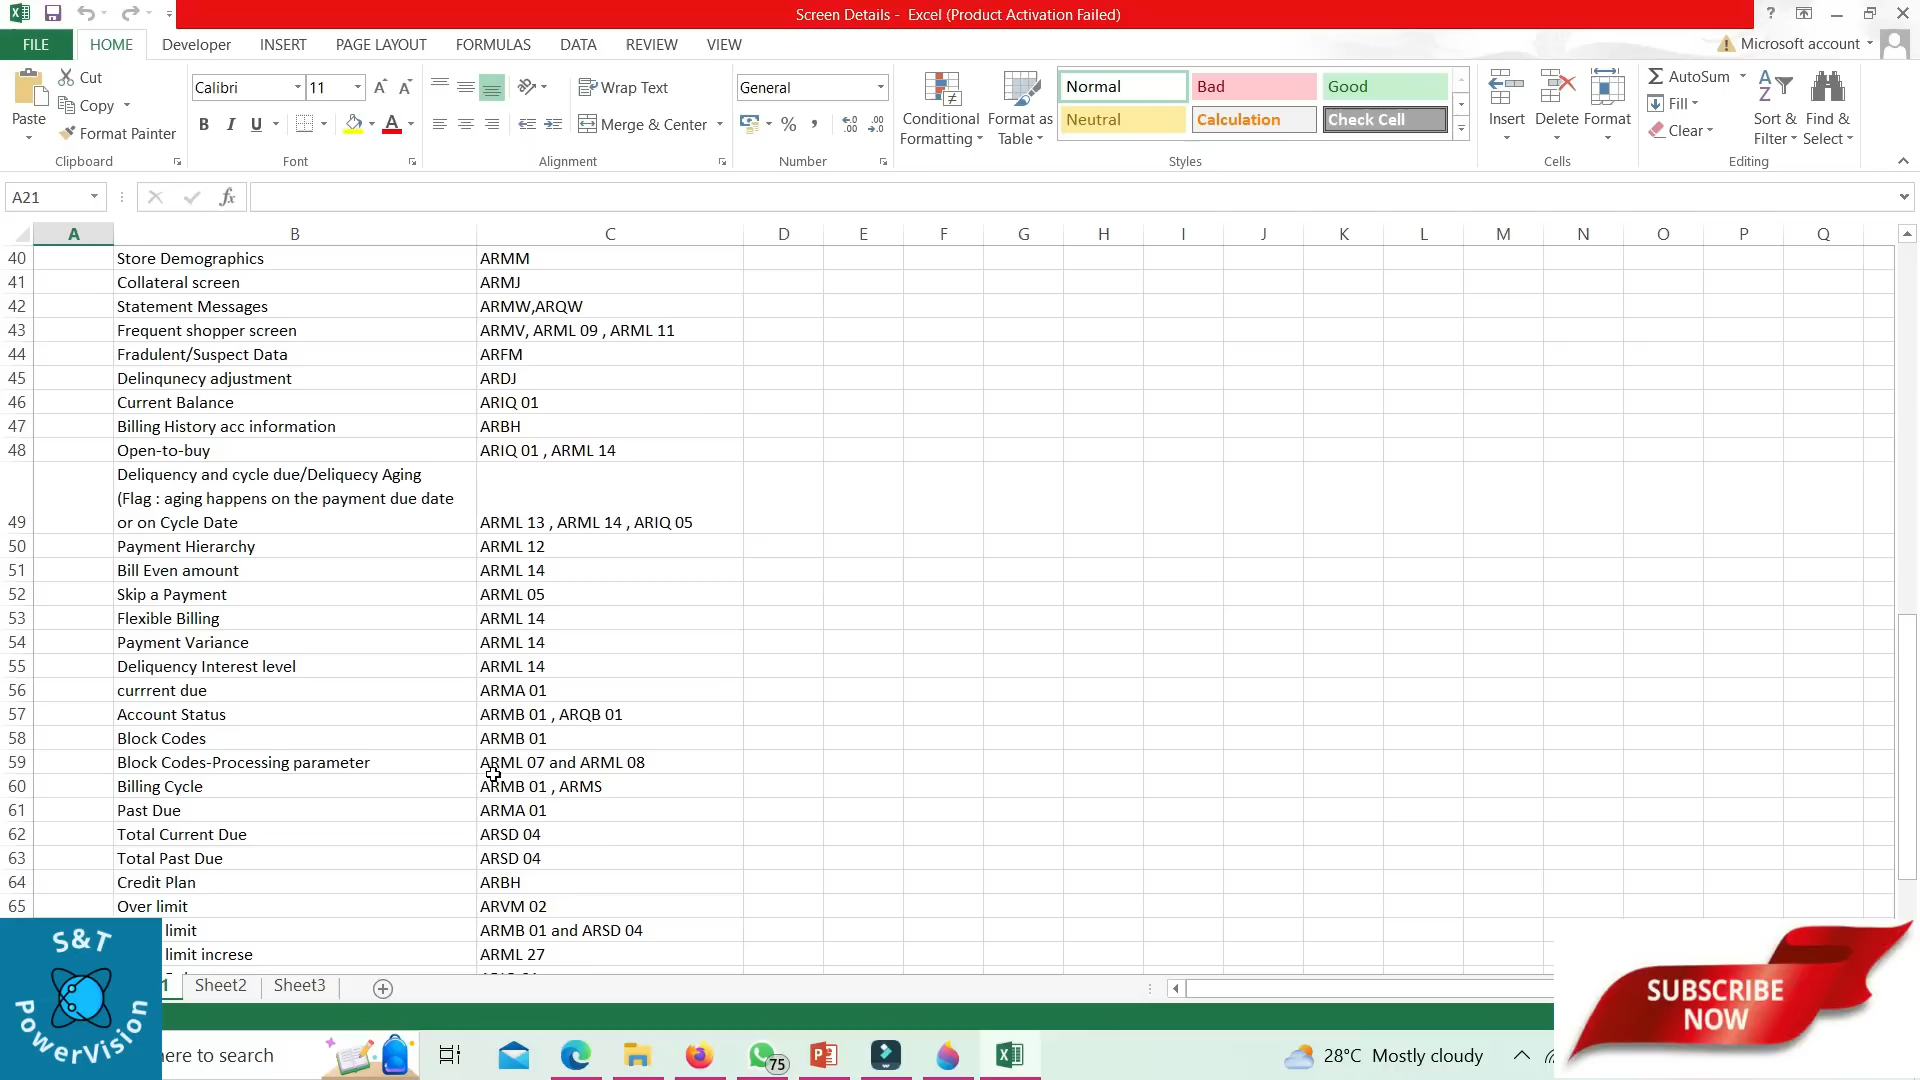 Screen Details - Excel (Product Activation Failed)
FILE HOME Developer INSERT PAGE LAYOUT FORMULAS DATA REVIEW VIEW Microsoft account
Paste Cut Copy Format Painter Clipboard
Calibri 11 B I U A Font
Wrap Text Merge & Center Alignment
General % , Number
Conditional Formatting Format as Table
Normal Bad Good
Neutral Calculation Check Cell
Styles
Insert Delete Format Cells
AutoSum Fill Clear Sort & Filter Find & Select Editing
A21 fx
A B C D E F G H I J K L M N O P Q
40 Store Demographics ARMM
41 Collateral screen ARMJ
42 Statement Messages ARMW,ARQW
43 Frequent shopper screen ARMV, ARML 09 , ARML 11
44 Fradulent/Suspect Data ARFM
45 Delinqunecy adjustment ARDJ
46 Current Balance ARIQ 01
47 Billing History acc information ARBH
48 Open-to-buy ARIQ 01 , ARML 14
Deliquency and cycle due/Deliquecy Aging
(Flag : aging happens on the payment due date
49 or on Cycle Date ARML 13 , ARML 14 , ARIQ 05
50 Payment Hierarchy ARML 12
51 Bill Even amount ARML 14
52 Skip a Payment ARML 05
53 Flexible Billing ARML 14
54 Payment Variance ARML 14
55 Deliquency Interest level ARML 14
56 currrent due ARMA 01
57 Account Status ARMB 01 , ARQB 01
58 Block Codes ARMB 01
59 Block Codes-Processing parameter ARML 07 and ARML 08
60 Billing Cycle ARMB 01 , ARMS
61 Past Due ARMA 01
62 Total Current Due ARSD 04
63 Total Past Due ARSD 04
64 Credit Plan ARBH
65 Over limit ARVM 02
limit ARMB 01 and ARSD 04
limit increse ARML 27
1 Sheet2 Sheet3
S&T
PowerVision
here to search
75
28°C Mostly cloudy
SUBSCRIBE
NOW